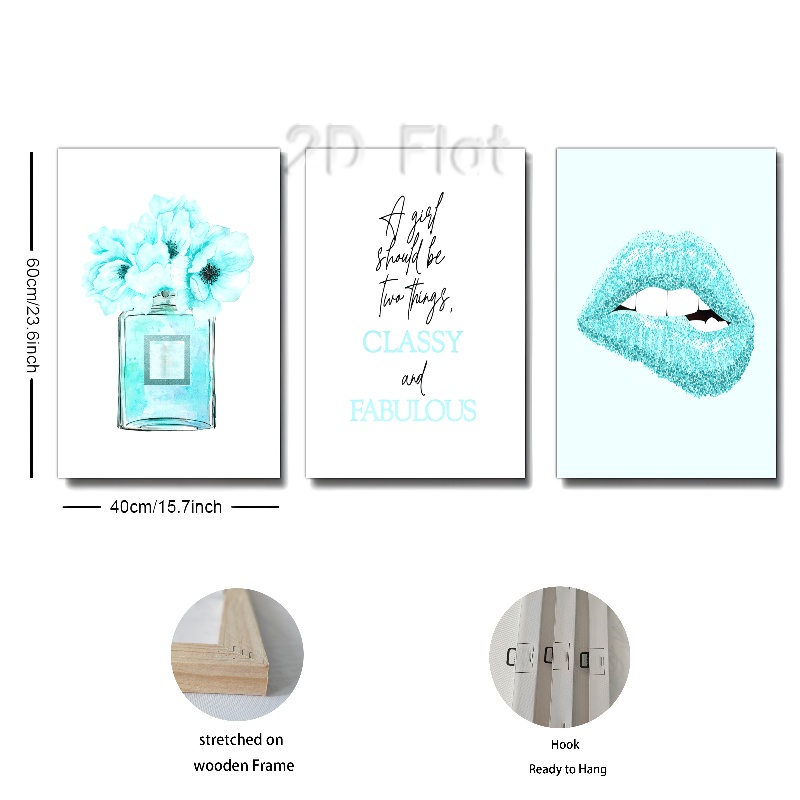 2D Flat
A girl
should be
two things,
CLASSY
and
FABULOUS
60cm/23.6inch
40cm/15.7inch
stretched on
wooden Frame
Hook
Ready to Hang